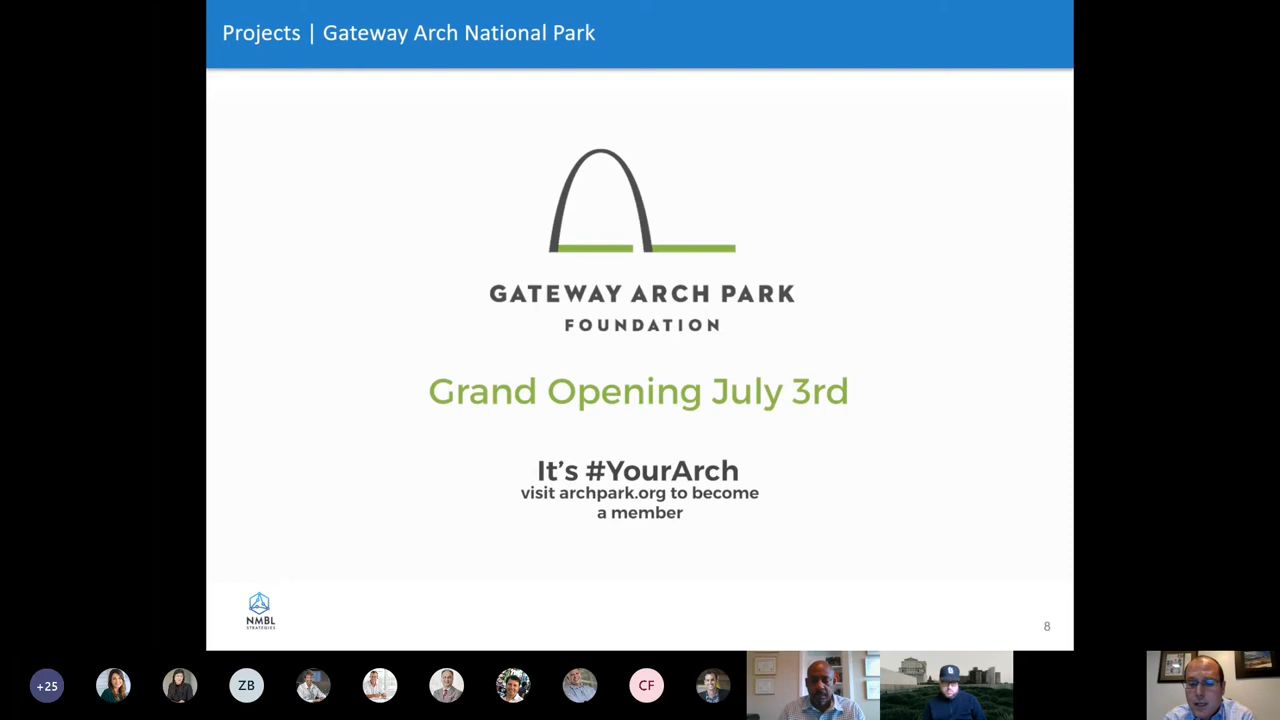 Projects | Gateway Arch National Park
GATEWAY ARCH PARK
FOUNDATION
Grand Opening July 3rd
It's #YourArch
visit archpark.org to become
a member
NMBL
STRATEGIES
8
+25
ZB
CF